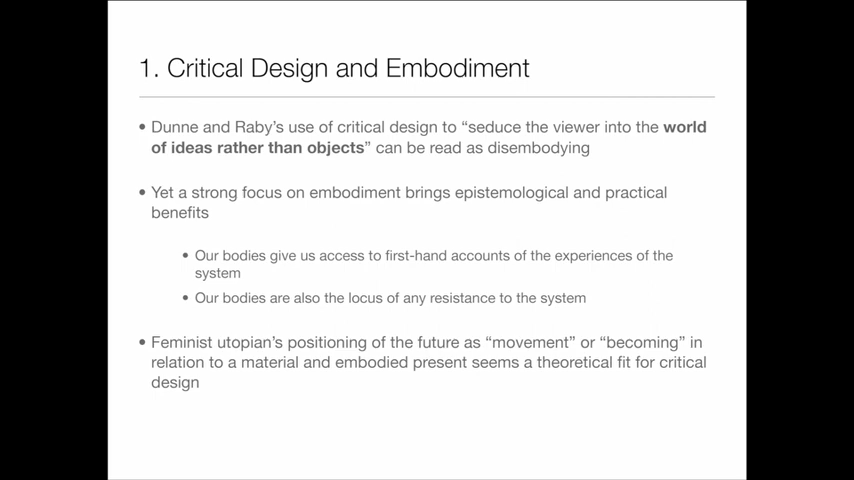 1. Critical Design and Embodiment
• Dunne and Raby's use of critical design to “seduce the viewer into the world
of ideas rather than objects” can be read as disembodying
• Yet a strong focus on embodiment brings epistemological and practical
benefits
• Our bodies give us access to first-hand accounts of the experiences of the
system
• Our bodies are also the locus of any resistance to the system
• Feminist utopian's positioning of the future as “movement” or “becoming” in
relation to a material and embodied present seems a theoretical fit for critical
design